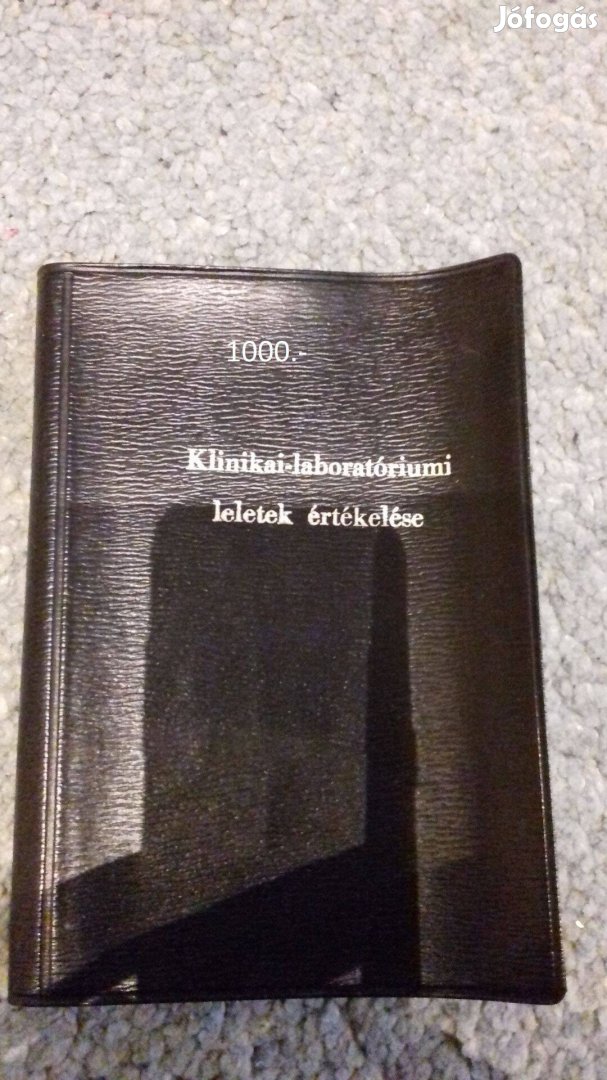 Jófogás
1000.-
Klinikai-laboratóriumi
leletek értékelése